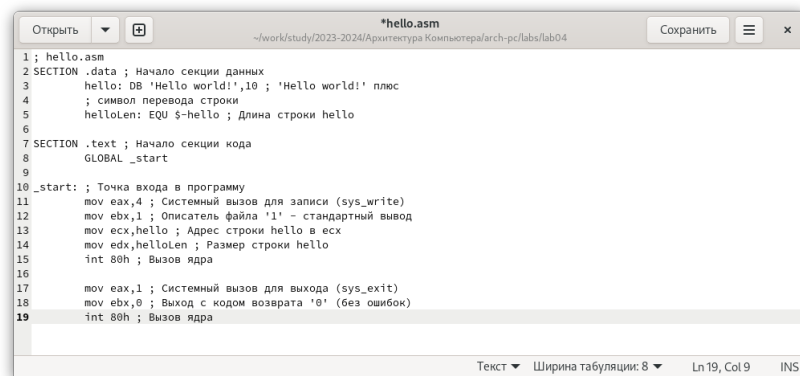 Открыть
*hello.asm
~/work/study/2023-2024/Архитектура Компьютера/arch-pc/labs/lab04
Сохранить
1 ; hello.asm
2 SECTION .data ; Начало секции данных
3 hello: DB 'Hello world!',10 ; 'Hello world!' плюс
4 ; символ перевода строки
5 helloLen: EQU $-hello ; Длина строки hello
6
7 SECTION .text ; Начало секции кода
8 GLOBAL _start
9
10 _start: ; Точка входа в программу
11 mov eax,4 ; Системный вызов для записи (sys_write)
12 mov ebx,1 ; Описатель файла '1' - стандартный вывод
13 mov ecx,hello ; Адрес строки hello в ecx
14 mov edx,helloLen ; Размер строки hello
15 int 80h ; Вызов ядра
16
17 mov eax,1 ; Системный вызов для выхода (sys_exit)
18 mov ebx,0 ; Выход с кодом возврата '0' (без ошибок)
19 int 80h ; Вызов ядра
Текст Ширина табуляции: 8 Ln 19, Col 9 INS